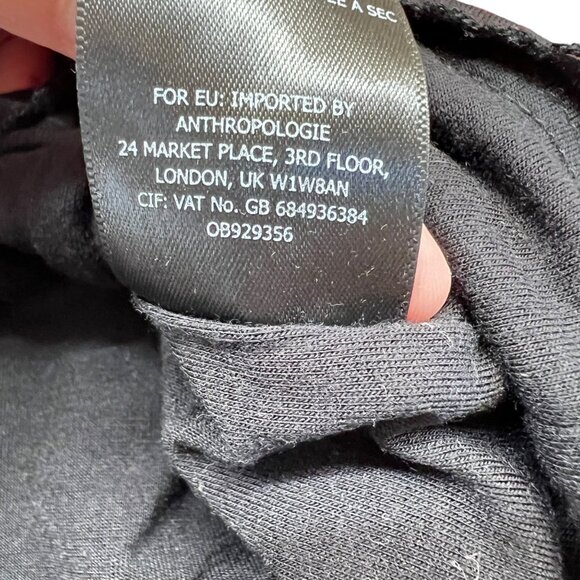 A SEC
FOR EU: IMPORTED BY
ANTHROPOLOGIE
24 MARKET PLACE, 3RD FLOOR,
LONDON, UK W1W8AN
CIF: VAT No. GB 684936384
OB929356